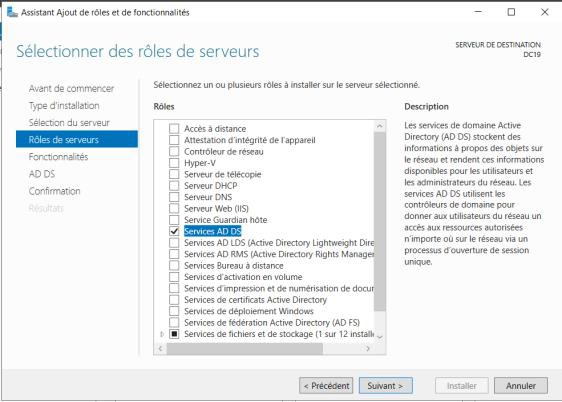 Assistant Ajout de rôles et de fonctionnalités
Sélectionner des rôles de serveurs
SERVEUR DE DESTINATION
DC19
Avant de commencer
Type d'installation
Sélection du serveur
Rôles de serveurs
Fonctionnalités
AD DS
Confirmation
Résultats
Sélectionnez un ou plusieurs rôles à installer sur le serveur sélectionné.
Rôles
Accès à distance
Attestation d'intégrité de l'appareil
Contrôleur de réseau
Hyper-V
Serveur de télécopie
Serveur DHCP
Serveur DNS
Serveur Web (IIS)
Service Guardian hôte
Services AD DS
Services AD LDS (Active Directory Lightweight Dire
Services AD RMS (Active Directory Rights Manager
Services Bureau à distance
Services d'activation en volume
Services d'impression et de numérisation de docur
Services de certificats Active Directory
Services de déploiement Windows
Services de fédération Active Directory (AD FS)
Services de fichiers et de stockage (1 sur 12 installe
Description
Les services de domaine Active
Directory (AD DS) stockent des
informations à propos des objets sur
le réseau et rendent ces informations
disponibles pour les utilisateurs et
les administrateurs du réseau. Les
services AD DS utilisent les
contrôleurs de domaine pour
donner aux utilisateurs du réseau un
accès aux ressources autorisées
n'importe où sur le réseau via un
processus d'ouverture de session
unique.
< Précédent
Suivant >
Installer
Annuler